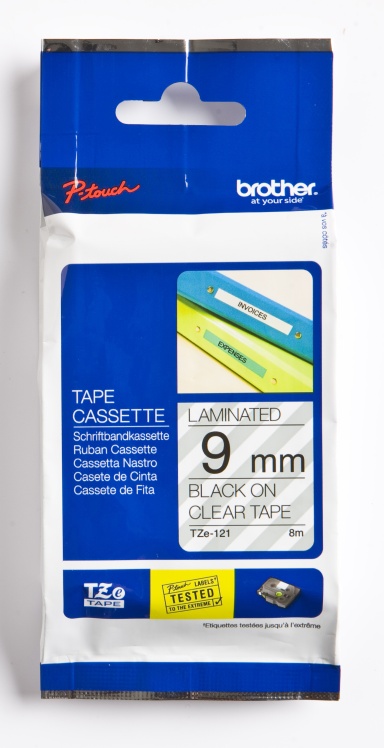 P-touch
brother
at your side
à vos côtés
INVOICES
EXPENSES
TAPE
CASSETTE
Schriftbandkassette
Ruban Cassette
Cassetta Nastro
Casete de Cinta
Cassete de Fita
LAMINATED
9 mm
BLACK ON
CLEAR TAPE
TZe-121 8m
TZe
TAPE
P-touch LABELS*
TESTED
TO THE EXTREME
*Etiquettes testées jusqu'à l'extrême